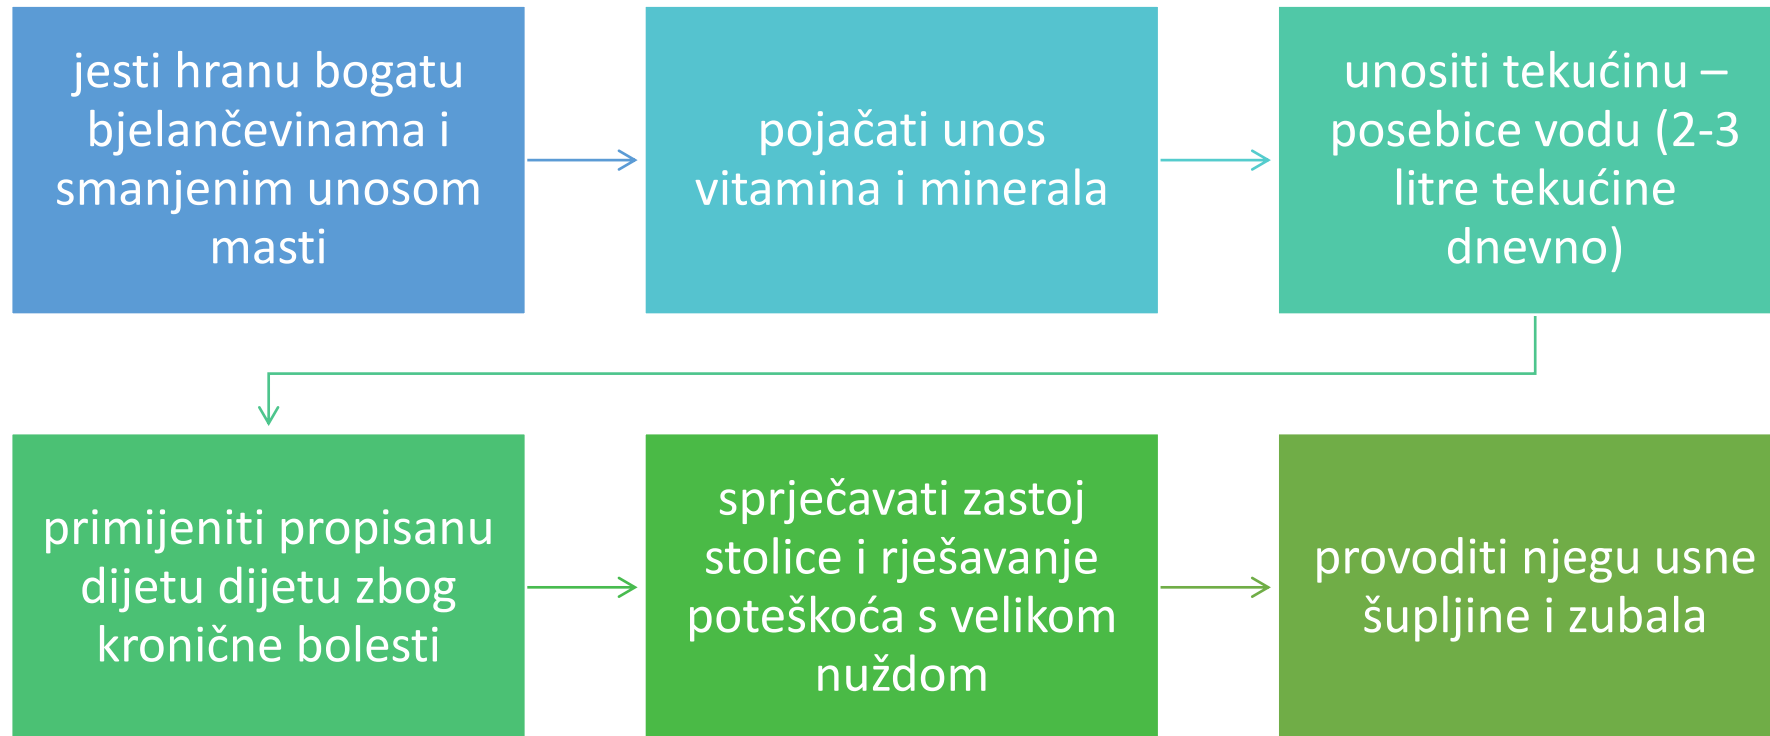 jesti hranu bogatu
bjelančevinama i
smanjenim unosom
masti
pojačati unos
vitamina i minerala
unositi tekućinu –
posebice vodu (2-3
litre tekućine
dnevno)
primijeniti propisanu
dijetu dijetu zbog
kronične bolesti
sprječavati zastoj
stolice i rješavanje
poteškoća s velikom
nuždom
provoditi njegu usne
šupljine i zubala